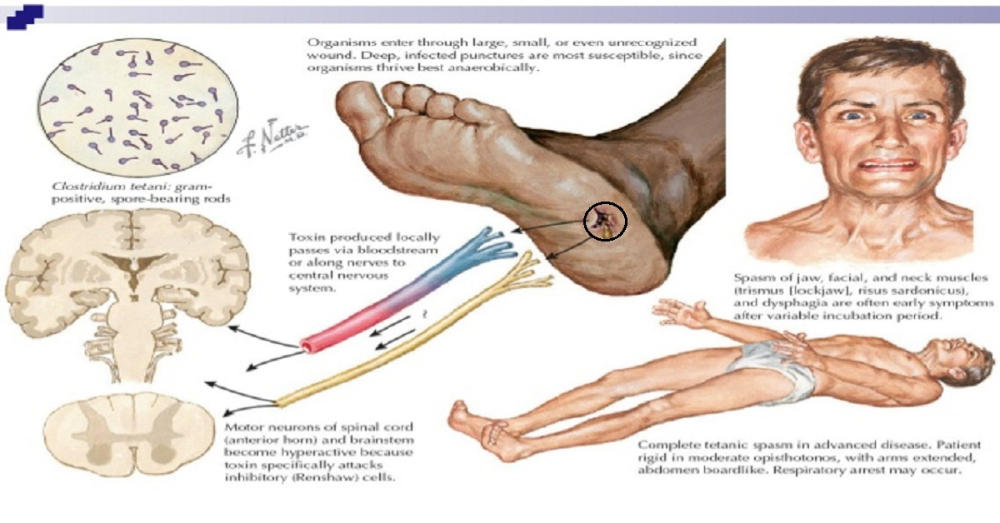 Organisms enter through large, small, or even unrecognized
wound. Deep, infected punctures are most susceptible, since
organisms thrive best anaerobically.
F. Netter
M.D.
Clostridium tetani: gram-
positive, spore-bearing rods
Toxin produced locally
passes via bloodstream
or along nerves to
central nervous
system.
?
Spasm of jaw, facial, and neck muscles
(trismus [lockjaw], risus sardonicus),
and dysphagia are often early symptoms
after variable incubation period.
Motor neurons of spinal cord
(anterior horn) and brainstem
become hyperactive because
toxin specifically attacks
inhibitory (Renshaw) cells.
Complete tetanic spasm in advanced disease. Patient
rigid in moderate opisthotonos, with arms extended,
abdomen boardlike. Respiratory arrest may occur.